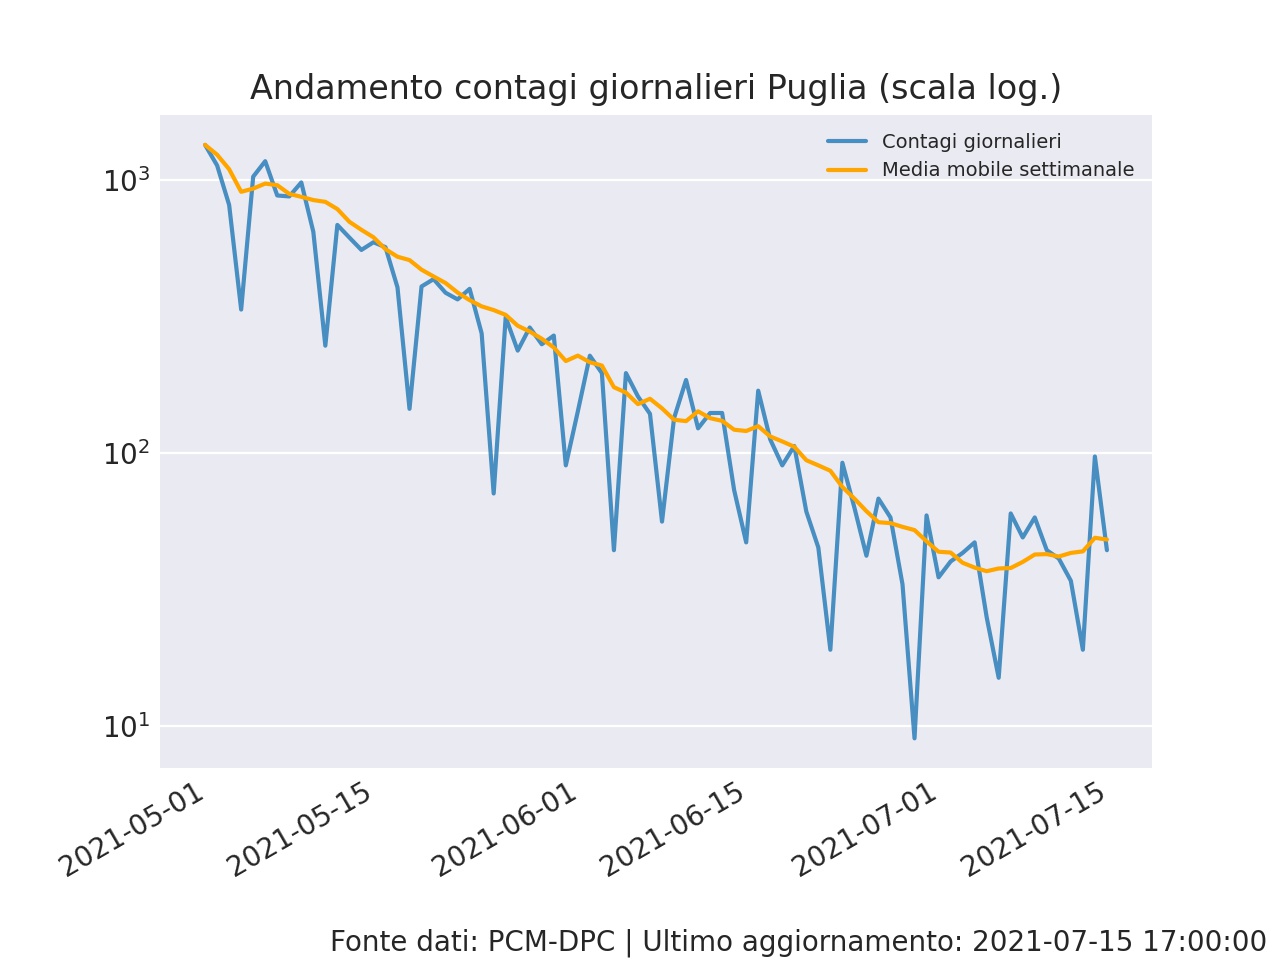 Andamento contagi giornalieri Puglia (scala log.)
Contagi giornalieri
Media mobile settimanale
10³
10²
10¹
2021-05-01
2021-05-15
2021-06-01
2021-06-15
2021-07-01
2021-07-15
Fonte dati: PCM-DPC | Ultimo aggiornamento: 2021-07-15 17:00:00